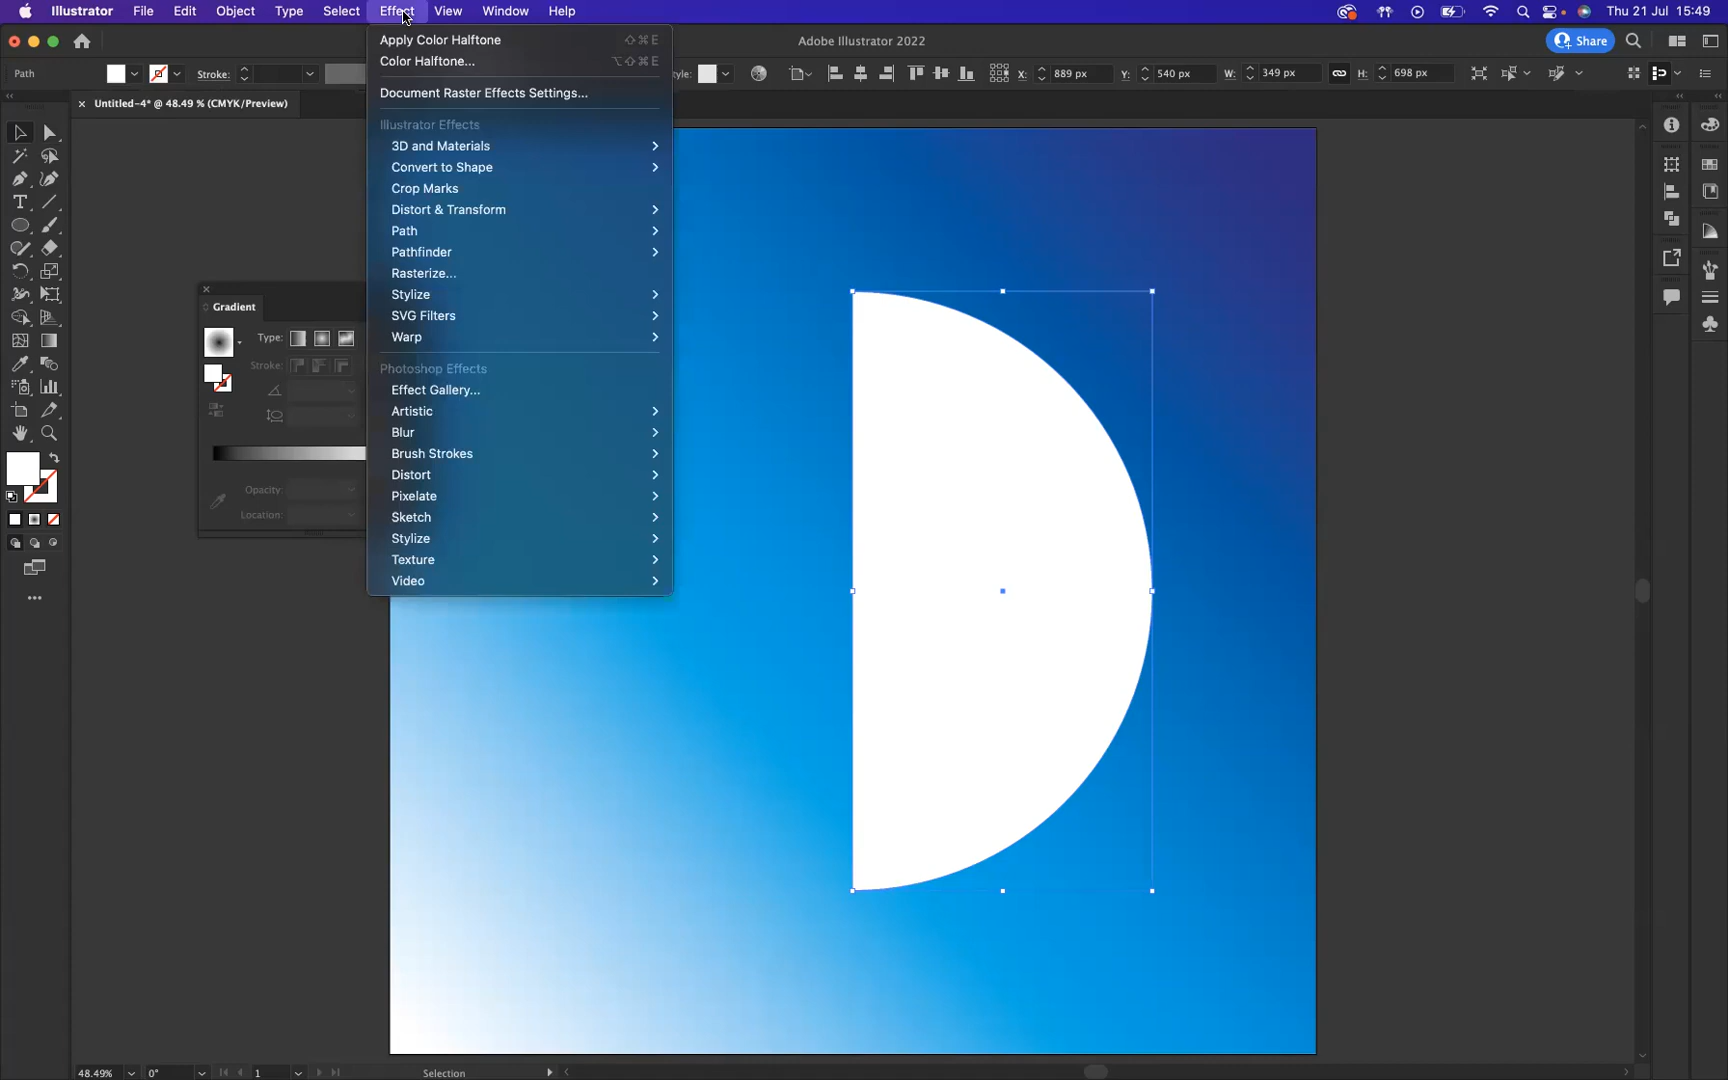 Illustrator File Edit Object Type Select Effect View Window Help Thu 21 Jul 15:49
Adobe Illustrator 2022 Share
Path Stroke: tyle: X: 889 px Y: 540 px W: 349 px H: 698 px
× Untitled-4* @ 48.49 % (CMYK/Preview)
Apply Color Halftone ⇧⌘E
Color Halftone... ⌥⇧⌘E
Document Raster Effects Settings...
Illustrator Effects
3D and Materials
Convert to Shape
Crop Marks
Distort & Transform
Path
Pathfinder
Rasterize...
Stylize
SVG Filters
Warp
Photoshop Effects
Effect Gallery...
Artistic
Blur
Brush Strokes
Distort
Pixelate
Sketch
Stylize
Texture
Video
Gradient
Type:
Stroke:
Opacity:
Location:
48.49% 0° 1 Selection